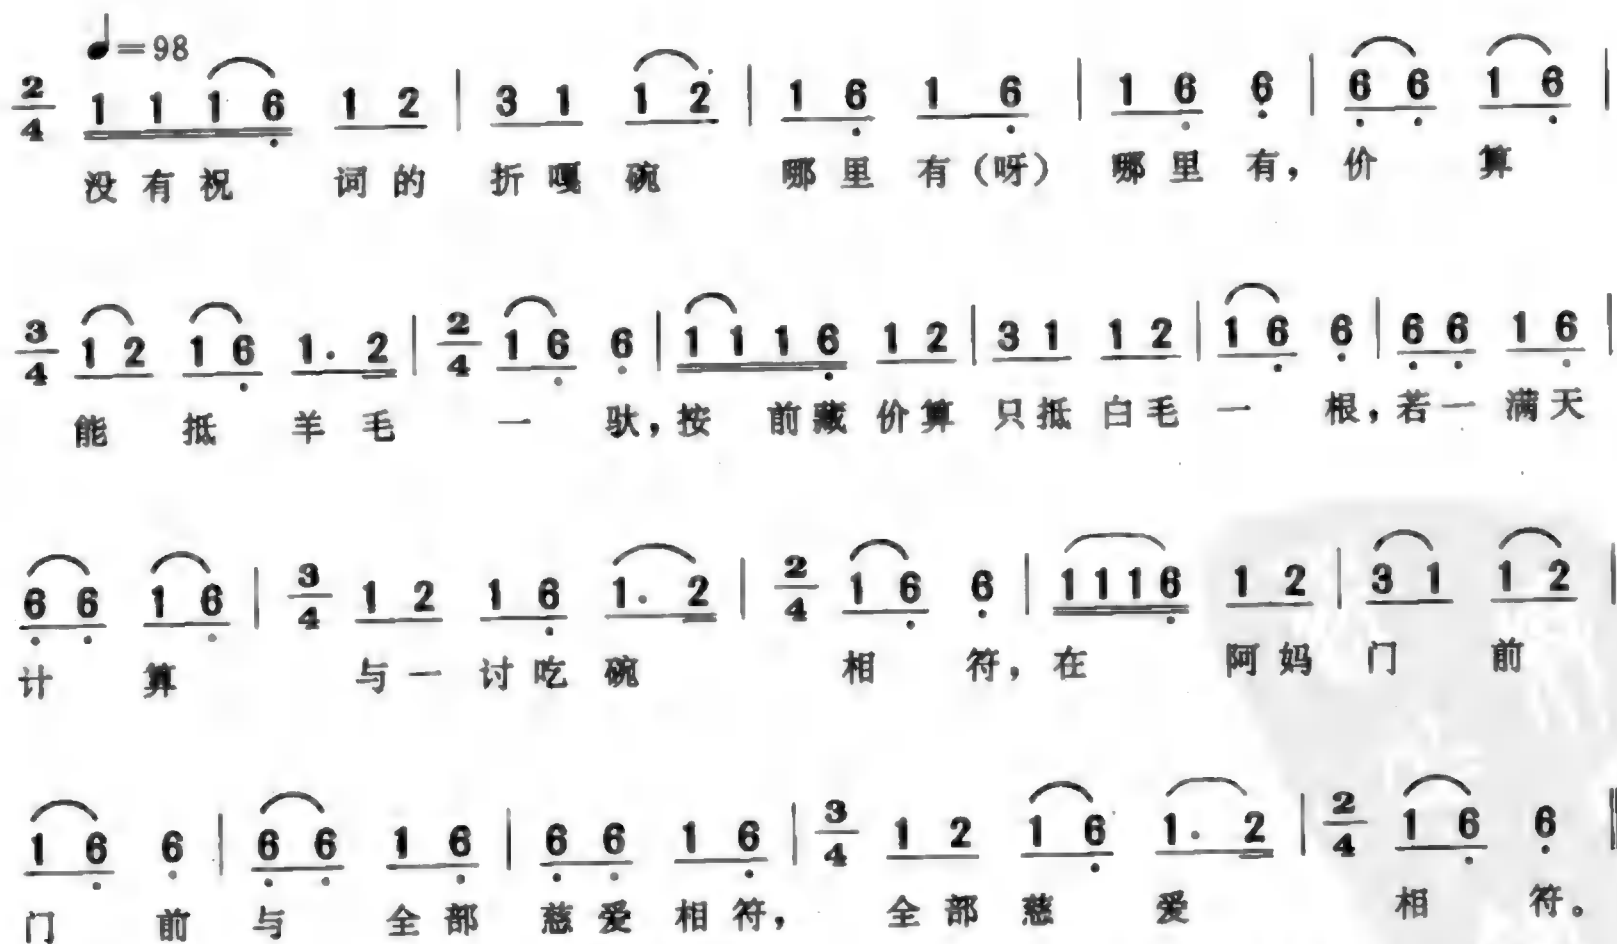 ♩=98
2/4 1 1 1 6̣ 1 2 | 3 1 1 2 | 1 6̣ 1 6̣ | 1 6̣ 6̣ | 6̣ 6̣ 1 6̣ |
没有祝 词的 折嘎碗 哪里 有(呀) 哪里 有，价 算
3/4 1 2 1 6̣ 1. 2 | 2/4 1 6̣ 6̣ | 1 1 1 6̣ 1 2 | 3 1 1 2 | 1 6̣ 6̣ | 6̣ 6̣ 1 6̣ |
能 抵 羊 毛 一 驮，按 前藏 价算 只抵 白毛 一 根，若一 满天
6̣ 6̣ 1 6̣ | 3/4 1 2 1 6̣ 1. 2 | 2/4 1 6̣ 6̣ | 1 1 1 6̣ 1 2 | 3 1 1 2 |
计 算 与一 讨吃 碗 相 符，在 阿妈 门 前
1 6̣ 6̣ | 6̣ 6̣ 1 6̣ | 6̣ 6̣ 1 6̣ | 3/4 1 2 1 6̣ 1. 2 | 2/4 1 6̣ 6̣ ‖
门 前 与 全部 慈爱 相符， 全部 慈 爱 相 符。